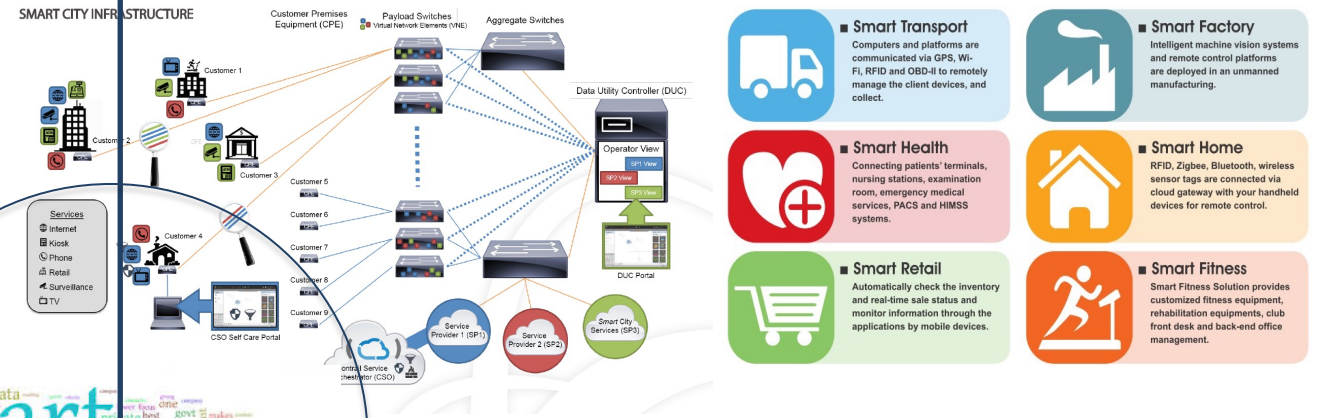 SMART CITY INFRASTRUCTURE
Customer Premises
Equipment (CPE)
Payload Switches
Virtual Network Elements (VNE)
Aggregate Switches
Customer 1
Customer 2
Customer 3
Data Utility Controller (DUC)
Operator View
SP1 View
SP2 View
SP3 View
DUC Portal
Services
Internet
Kiosk
Phone
Retail
Surveillance
TV
Customer 4
Customer 5
Customer 6
Customer 7
Customer 8
Customer 9
CSO Self Care Portal
Service
Provider 1 (SP1)
Service
Provider 2 (SP2)
Smart City
Services (SP3)
ontrol Service
rchestrator (CSO)
ata
art
one
best
govt
makes
■ Smart Transport
Computers and platforms are
communicated via GPS, Wi-
Fi, RFID and OBD-II to remotely
manage the client devices, and
collect.
■ Smart Factory
Intelligent machine vision systems
and remote control platforms
are deployed in an unmanned
manufacturing.
■ Smart Health
Connecting patients' terminals,
nursing stations, examination
room, emergency medical
services, PACS and HIMSS
systems.
■ Smart Home
RFID, Zigbee, Bluetooth, wireless
sensor tags are connected via
cloud gateway with your handheld
devices for remote control.
■ Smart Retail
Automatically check the inventory
and real-time sale status and
monitor information through the
applications by mobile devices.
■ Smart Fitness
Smart Fitness Solution provides
customized fitness equipment,
rehabilitation equipments, club
front desk and back-end office
management.